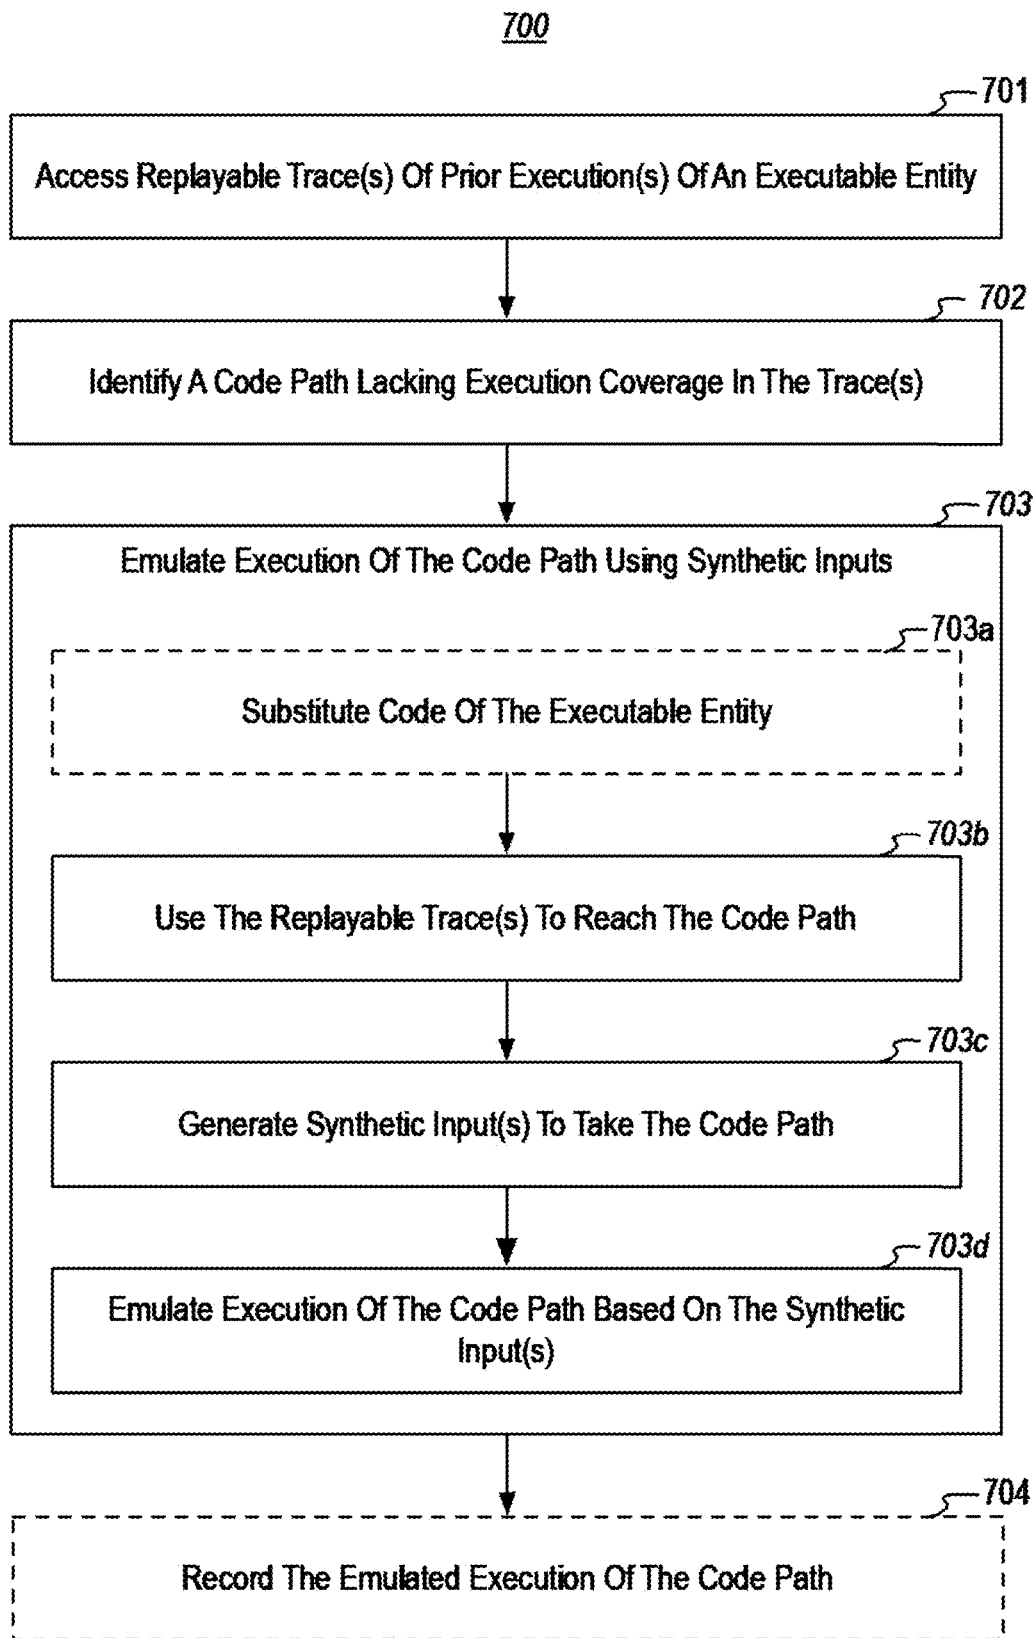 700
701
Access Replayable Trace(s) Of Prior Execution(s) Of An Executable Entity
702
Identify A Code Path Lacking Execution Coverage In The Trace(s)
703
Emulate Execution Of The Code Path Using Synthetic Inputs
703a
Substitute Code Of The Executable Entity
703b
Use The Replayable Trace(s) To Reach The Code Path
703c
Generate Synthetic Input(s) To Take The Code Path
703d
Emulate Execution Of The Code Path Based On The Synthetic
Input(s)
704
Record The Emulated Execution Of The Code Path